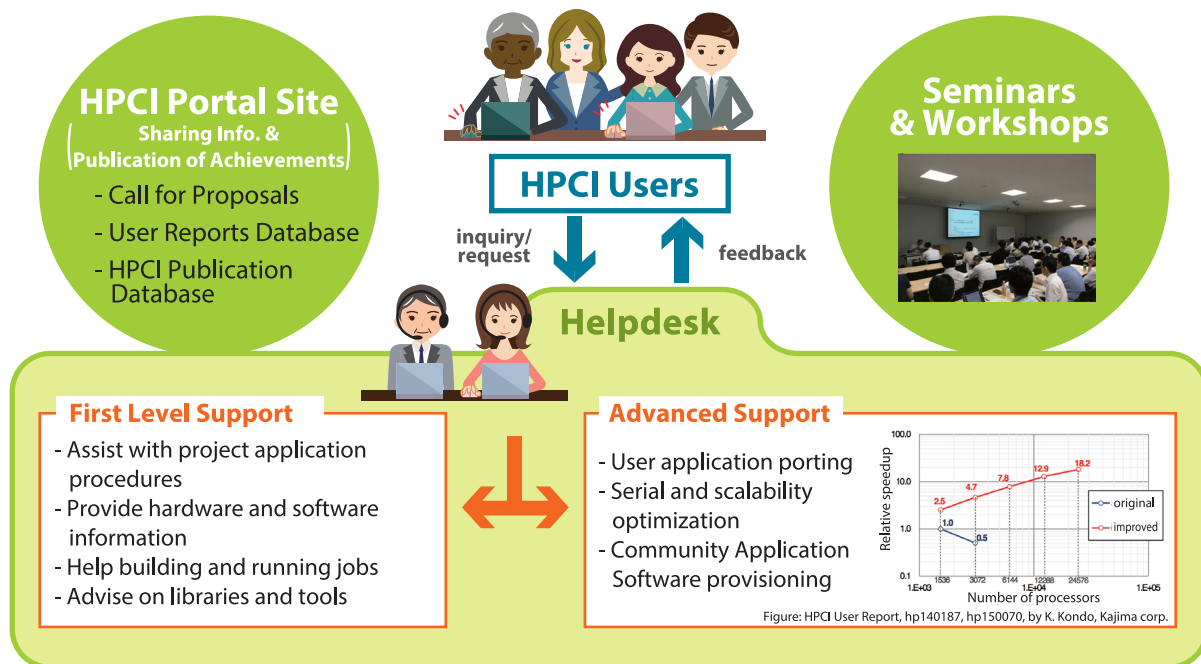 HPCI Portal Site
( Sharing Info. &
Publication of Achievements )
- Call for Proposals
- User Reports Database
- HPCI Publication
Database
HPCI Users
inquiry/
request
feedback
Seminars
& Workshops
Helpdesk
First Level Support
- Assist with project application
procedures
- Provide hardware and software
information
- Help building and running jobs
- Advise on libraries and tools
Advanced Support
- User application porting
- Serial and scalability
optimization
- Community Application
Software provisioning
Relative speedup
100.0
10.0
1.0
0.1
2.5
4.7
7.8
12.9
18.2
1.0
0.5
original
improved
1536
3072
6144
12288
24576
1.E+03
1.E+04
1.E+05
Number of processors
Figure: HPCI User Report, hp140187, hp150070, by K. Kondo, Kajima corp.